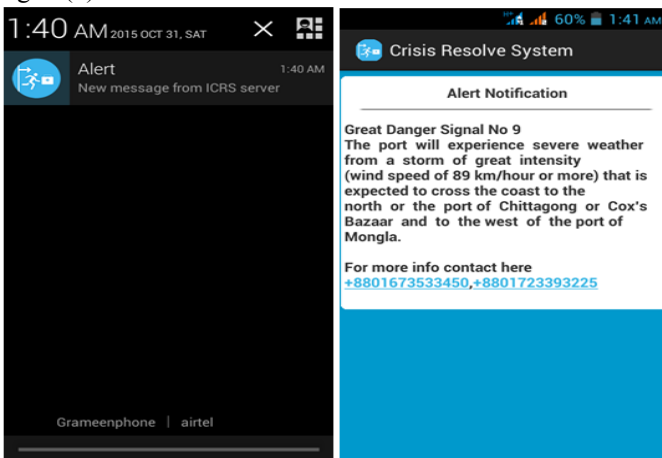 1:40 AM 2015 OCT 31, SAT
Alert 1:40 AM
New message from ICRS server
Grameenphone | airtel
60% 1:41 AM
Crisis Resolve System
Alert Notification
Great Danger Signal No 9
The port will experience severe weather
from a storm of great intensity
(wind speed of 89 km/hour or more) that is
expected to cross the coast to the
north or the port of Chittagong or Cox's
Bazaar and to the west of the port of
Mongla.
For more info contact here
+8801673533450,+8801723393225